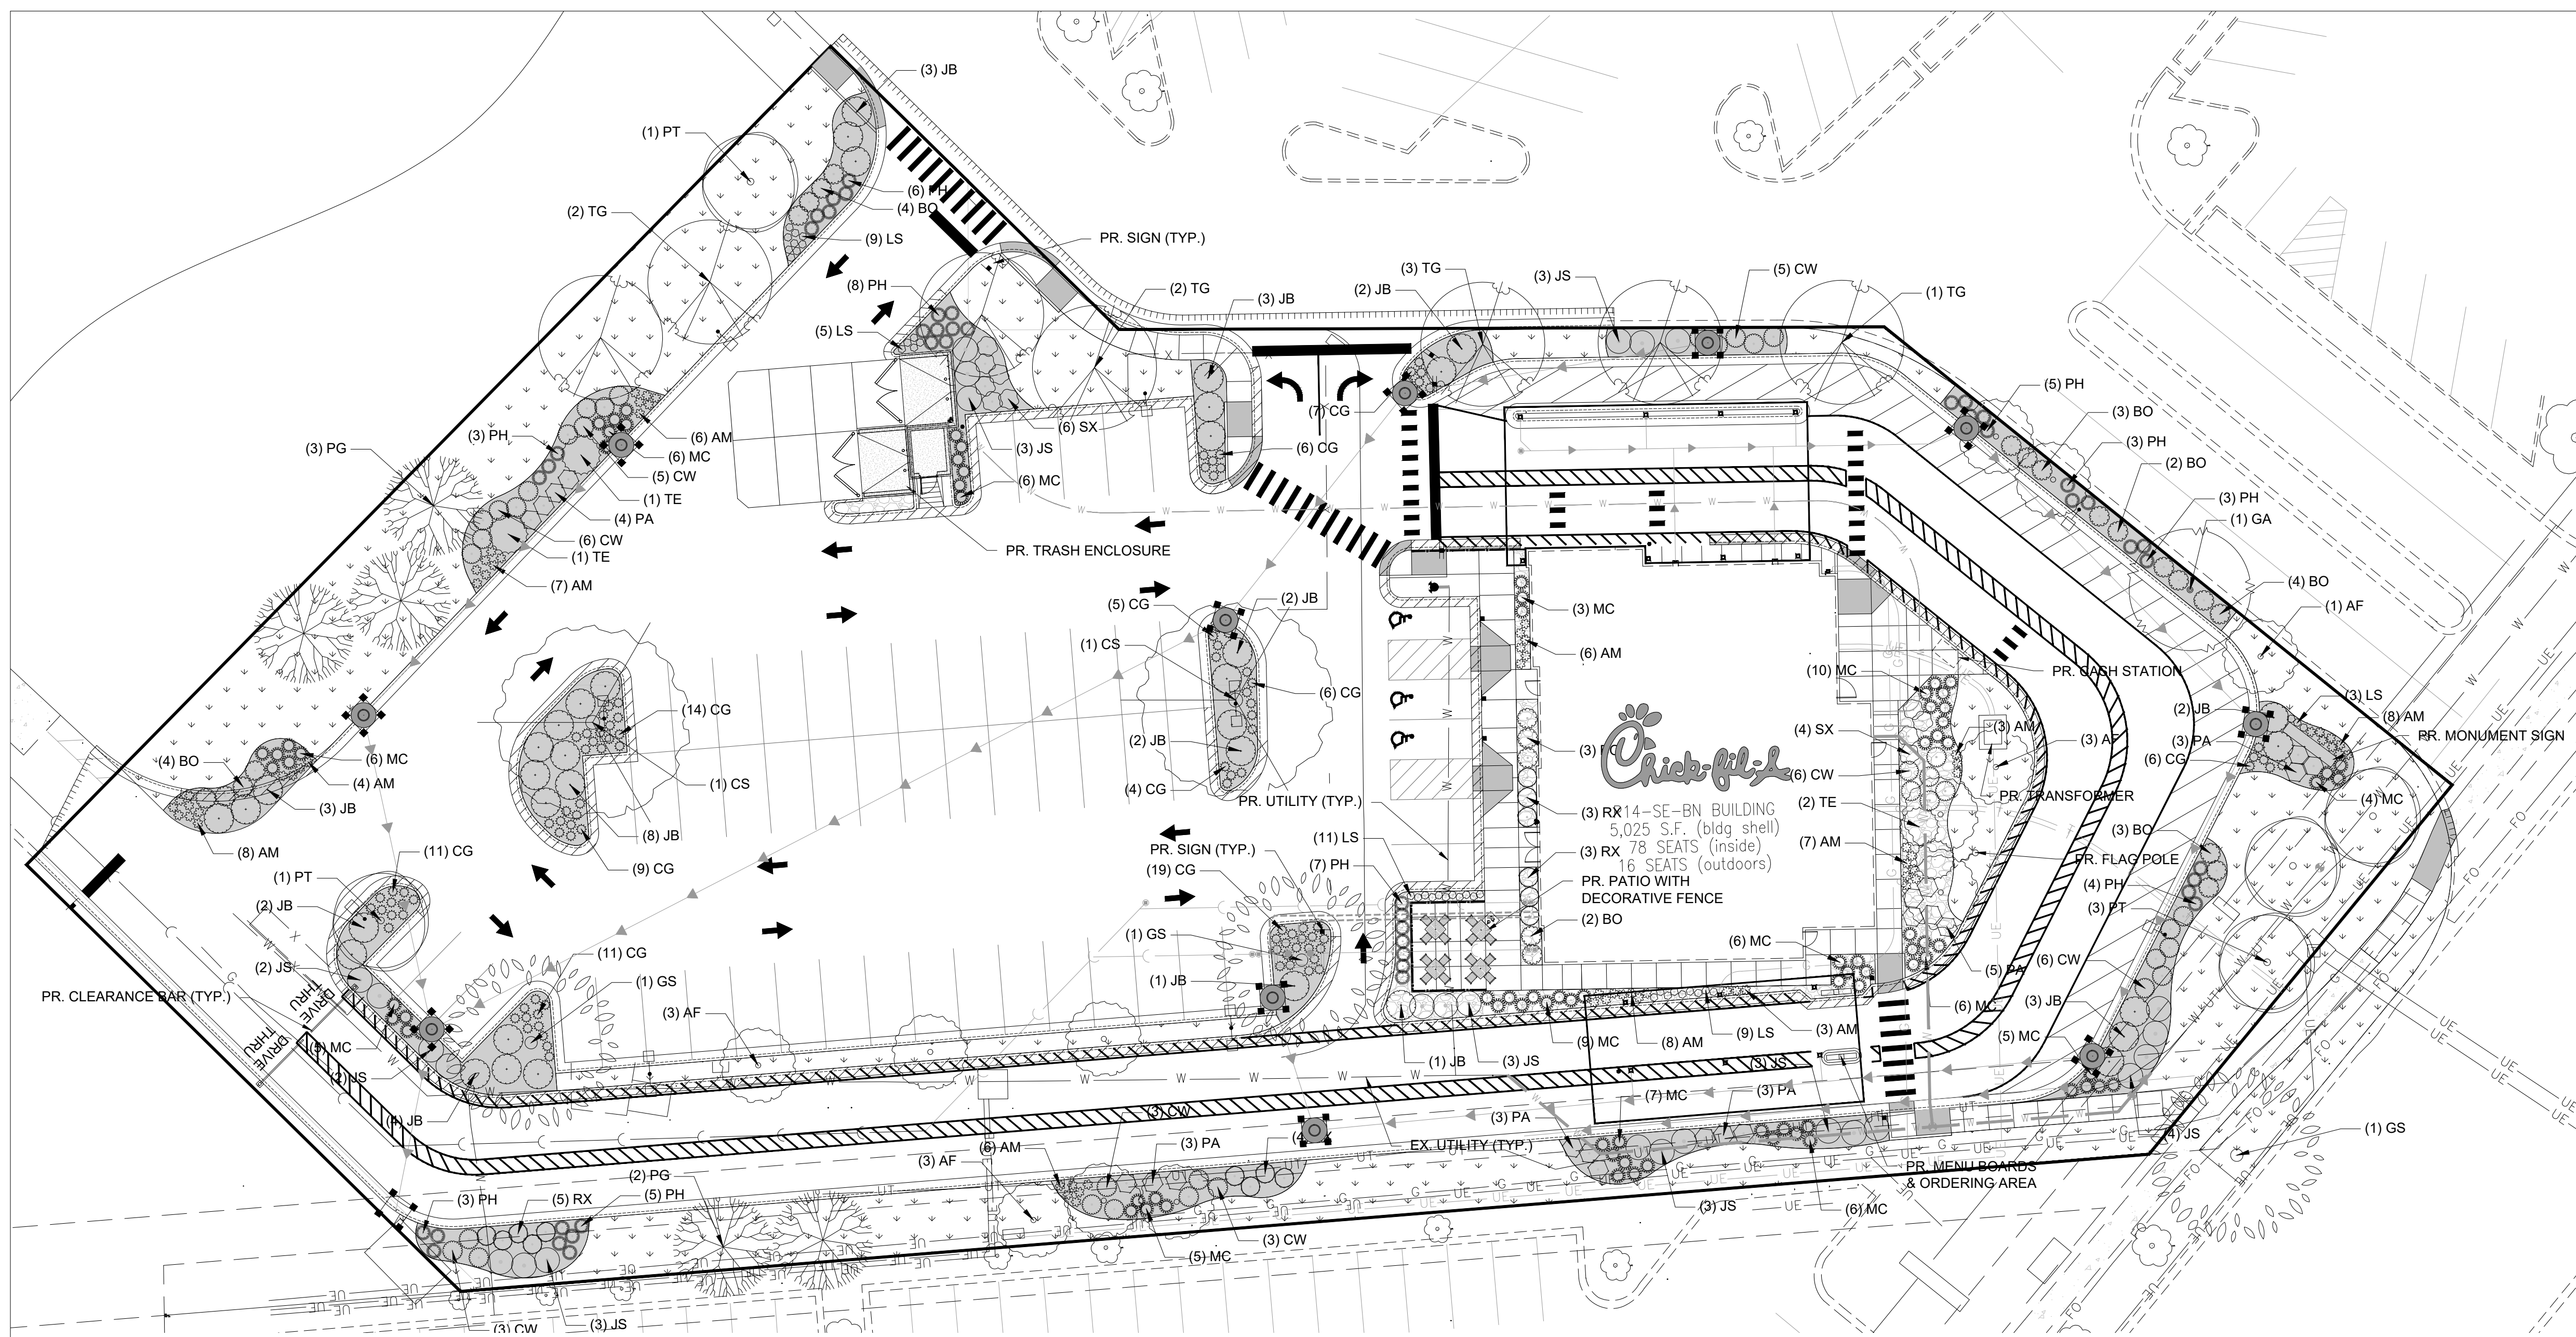 (3) JB
(1) PT
(6) PH
(4) BO
(2) TG
(9) LS
PR. SIGN (TYP.)
(8) PH
(2) TG
(3) JB
(3) TG
(2) JB
(3) JS
(5) CW
(1) TG
(5) LS
(7) CG
(6) SX
(3) JS
(6) CG
(6) MC
PR. TRASH ENCLOSURE
(5) PH
(3) BO
(3) PH
(2) BO
(3) PH
(1) GA
(4) BO
(1) AF
(3) PG
(3) PH
(6) AM
(6) MC
(5) CW
(1) TE
(4) PA
(6) CW
(1) TE
(7) AM
(5) CG
(2) JB
(1) CS
(6) CG
(2) JB
(4) CG
(3) MC
(6) AM
(10) MC
PR. CASH STATION
(3) LS
(2) JB
(8) AM
PR. MONUMENT SIGN
(3) PA
(6) CG
(4) MC
(4) SX
(3) AM
(6) CW
(2) TE
PR. TRANSFORMER
(7) AM
PR. FLAG POLE
(14) CG
(1) CS
(8) JB
(9) CG
(4) BO
(6) MC
(4) AM
(3) JB
(8) AM
Chick-fil-A
14-SE-BN BUILDING
5,025 S.F. (bldg shell)
78 SEATS (inside)
16 SEATS (outdoors)
(3) RX
(3) RX
(2) BO
PR. UTILITY (TYP.)
PR. SIGN (TYP.)
(11) LS
(7) PH
(19) CG
PR. PATIO WITH
DECORATIVE FENCE
(1) GS
(1) JB
(11) CG
(1) PT
(2) JB
(2) JS
PR. CLEARANCE BAR (TYP.)
DRIVE
THRU
DRIVE
THRU
(5) MC
(2) JS
(4) JB
(11) CG
(1) GS
(3) AF
(6) MC
(5) PA
(6) MC
(3) BO
(4) PH
(3) PT
(6) CW
(3) JB
(5) MC
(4) JS
(1) GS
(1) JB
(3) JS
(9) MC
(8) AM
(9) LS
(3) AM
(3) JS
(3) PA
(7) MC
(3) PA
EX. UTILITY (TYP.)
PR. MENU BOARDS
& ORDERING AREA
(3) JS
(6) MC
(3) CW
(6) AM
(3) PA
(3) AF
(3) CW
(5) MC
(2) PG
(3) PH
(5) RX
(5) PH
(3) CW
(3) JS